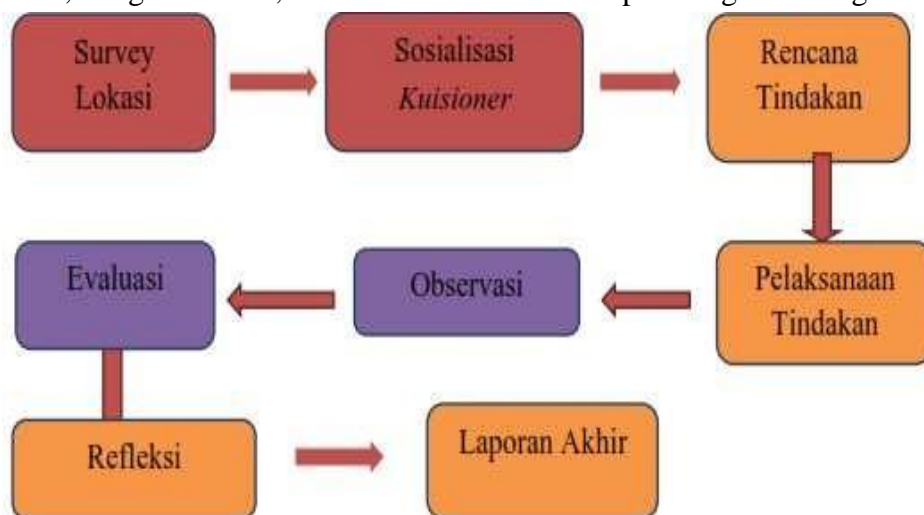 Survey
Lokasi
Sosialisasi
Kuisioner
Rencana
Tindakan
Pelaksanaan
Tindakan
Observasi
Evaluasi
Refleksi
Laporan Akhir